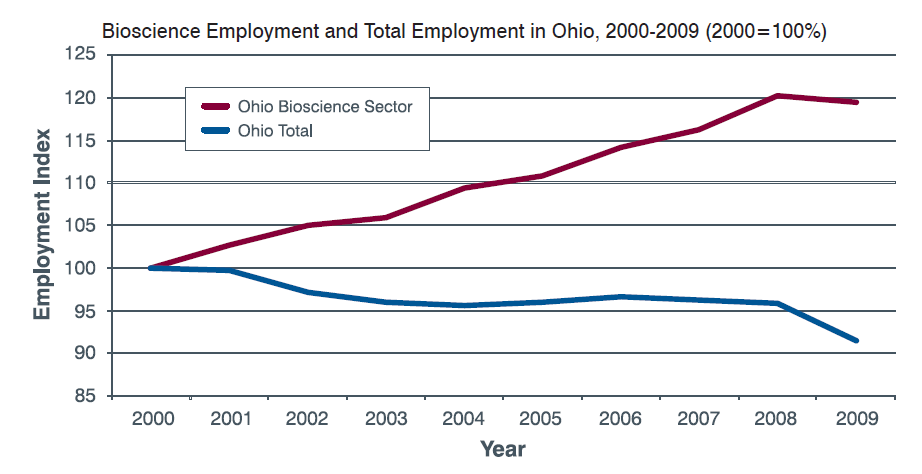 Bioscience Employment and Total Employment in Ohio, 2000-2009 (2000=100%)
125
120
115
110
105
100
95
90
85
Employment Index
Ohio Bioscience Sector
Ohio Total
2000 2001 2002 2003 2004 2005 2006 2007 2008 2009
Year